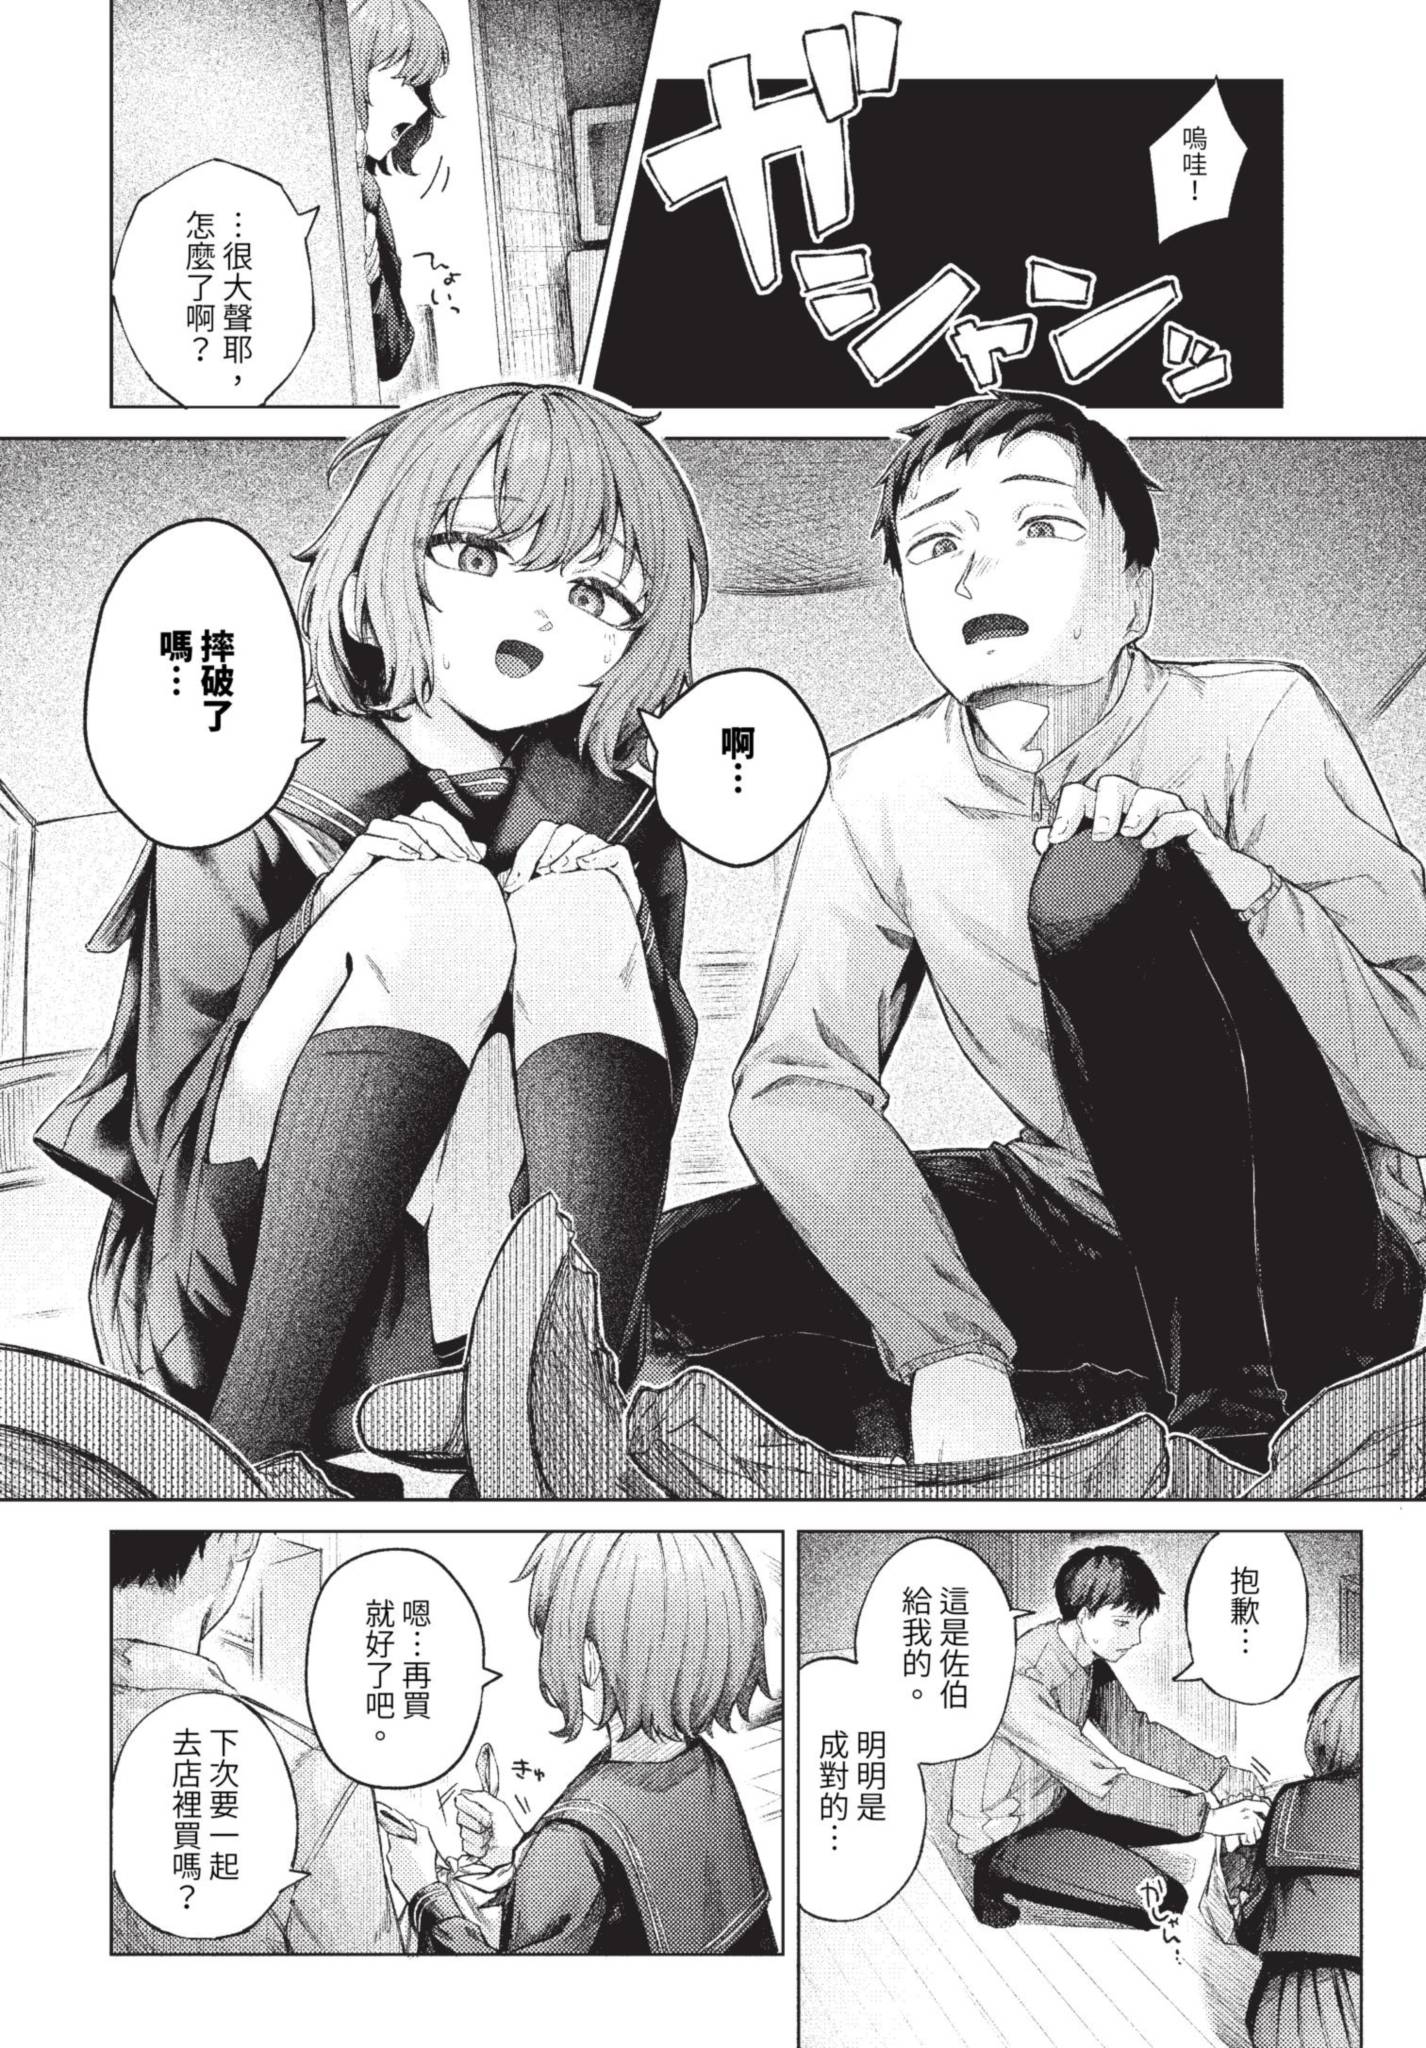 嗚哇！
ガシャンッ
…很大聲耶，
怎麼了啊？
ひょいっ
啊…
摔破了
嗎…
抱歉…
這是佐伯
給我的。
明明是
成對的…
かしゃん…
嗯…再買
就好了吧。
きゅ
下次要一起
去店裡買嗎？